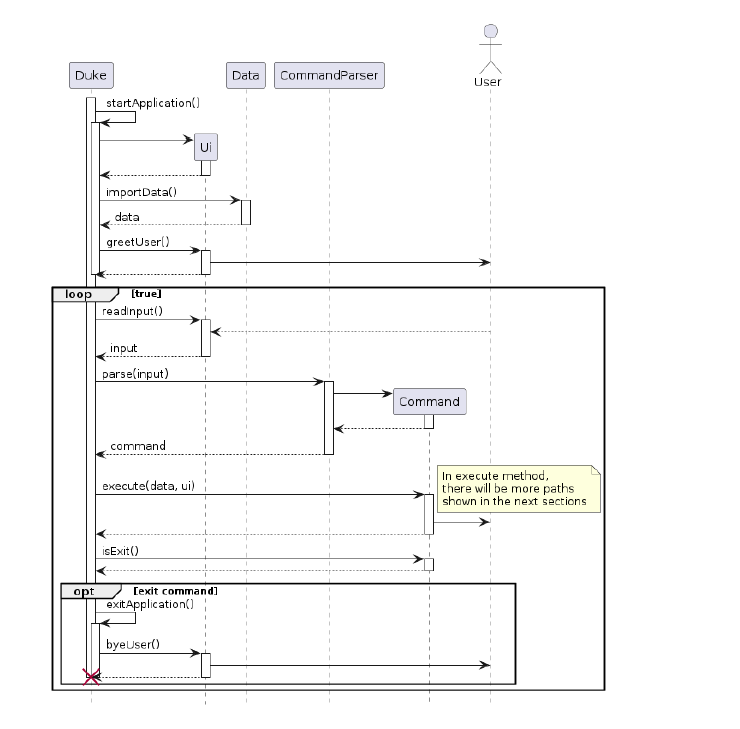 Duke
Data
CommandParser
User
startApplication()
Ui
importData()
data
greetUser()
loop
[true]
readInput()
input
parse(input)
Command
command
In execute method,
there will be more paths
shown in the next sections
execute(data, ui)
isExit()
opt
[exit command]
exitApplication()
byeUser()